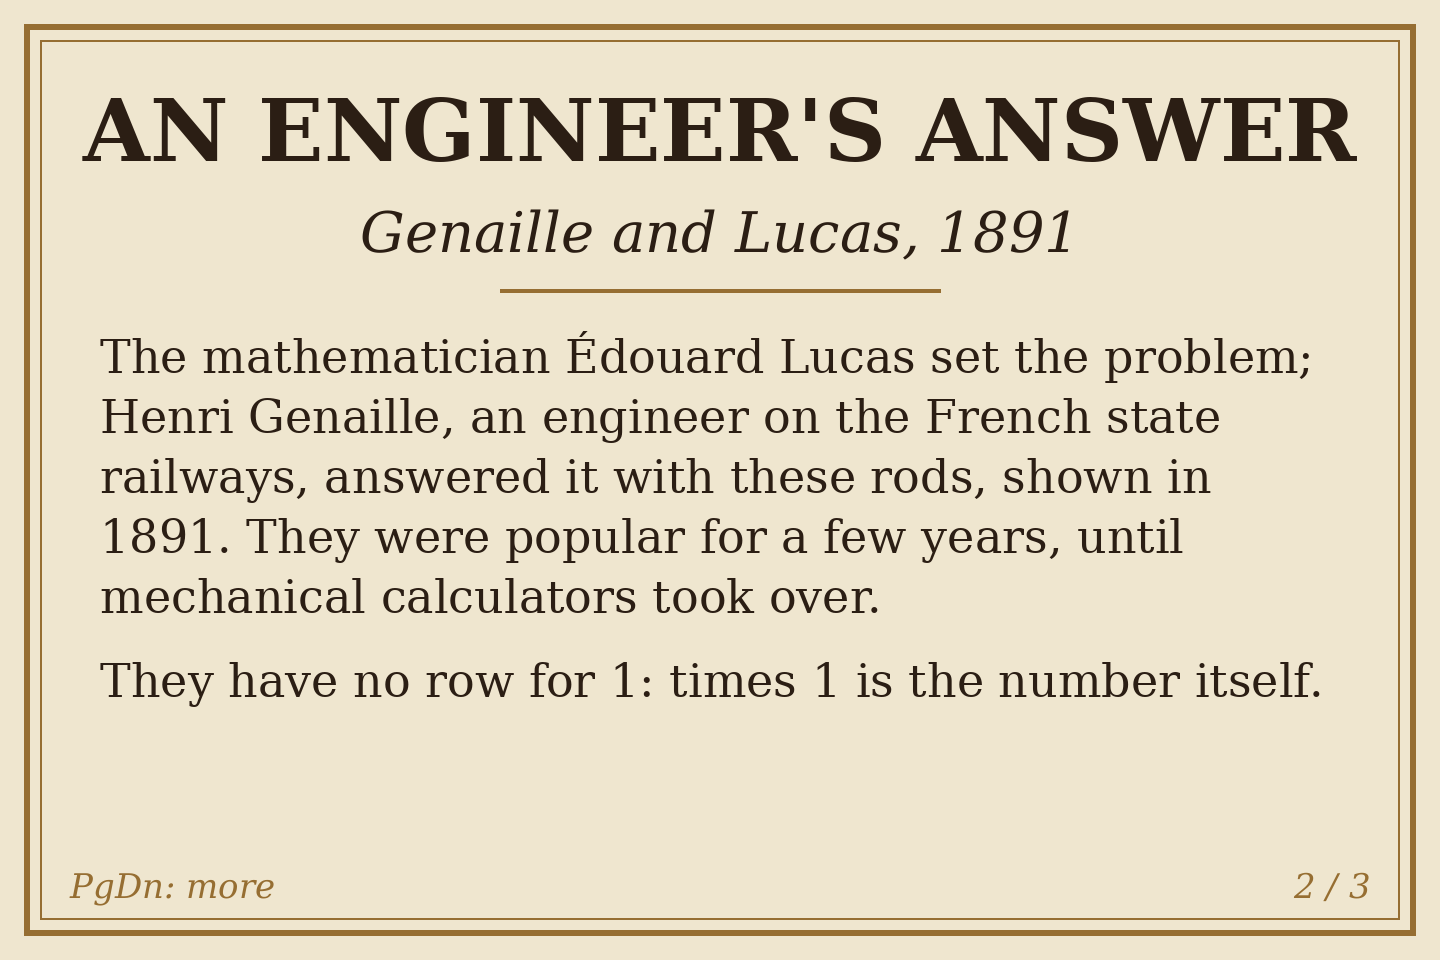 AN ENGINEER'S ANSWER
Genaille and Lucas, 1891
The mathematician Édouard Lucas set the problem;
Henri Genaille, an engineer on the French state
railways, answered it with these rods, shown in
1891. They were popular for a few years, until
mechanical calculators took over.
They have no row for 1: times 1 is the number itself.
PgDn: more
2 / 3